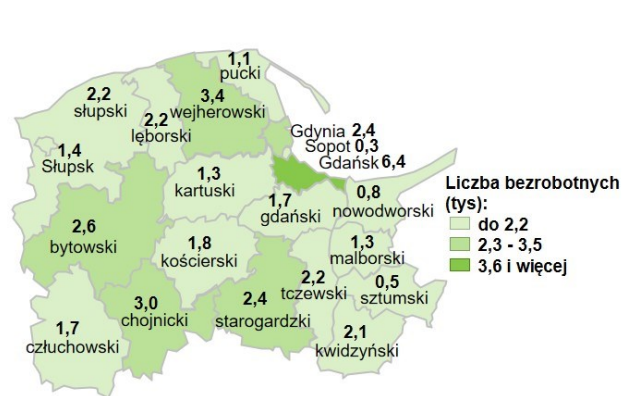 1,1
pucki
2,2
słupski
3,4
wejherowski
2,2
lęborski
Gdynia 2,4
Sopot 0,3
Gdańsk 6,4
1,4
Słupsk
1,3
kartuski
1,7
gdański
0,8
nowodworski
2,6
bytowski
1,8
kościerski
1,3
malborski
2,2
tczewski
0,5
sztumski
3,0
chojnicki
2,4
starogardzki
1,7
człuchowski
2,1
kwidzyński
Liczba bezrobotnych
(tys):
do 2,2
2,3 - 3,5
3,6 i więcej